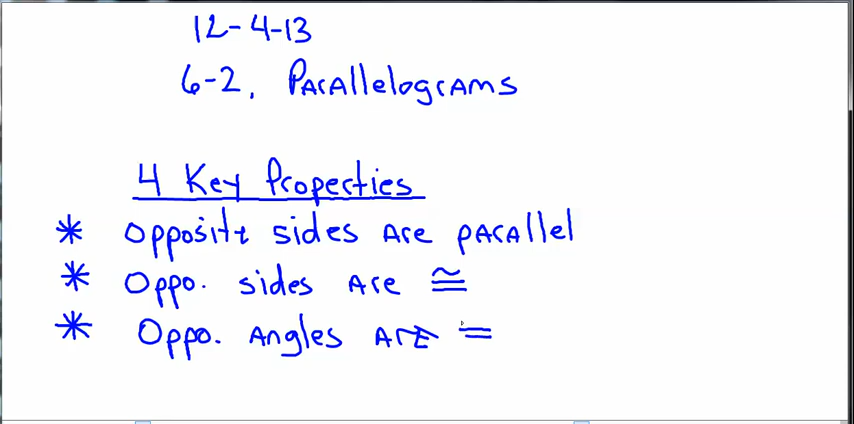 12-4-13
6-2, Parallelograms
4 Key Properties
* Opposite sides are parallel
* Oppo. sides are ≅
* Oppo. Angles are =